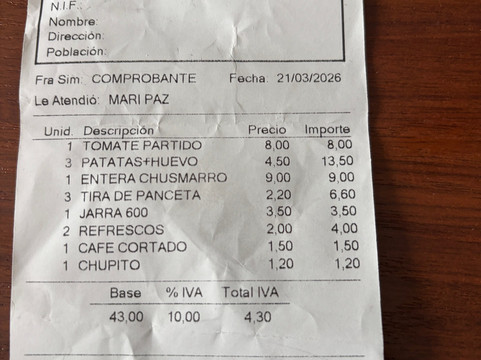 N.I.F.:
Nombre:
Dirección:
Población:
Fra Sim: COMPROBANTE Fecha: 21/03/2026
Le Atendió: MARI PAZ
Unid. Descripción Precio Importe
1 TOMATE PARTIDO 8,00 8,00
3 PATATAS+HUEVO 4,50 13,50
1 ENTERA CHUSMARRO 9,00 9,00
3 TIRA DE PANCETA 2,20 6,60
1 JARRA 600 3,50 3,50
2 REFRESCOS 2,00 4,00
1 CAFE CORTADO 1,50 1,50
1 CHUPITO 1,20 1,20
Base % IVA Total IVA
43,00 10,00 4,30